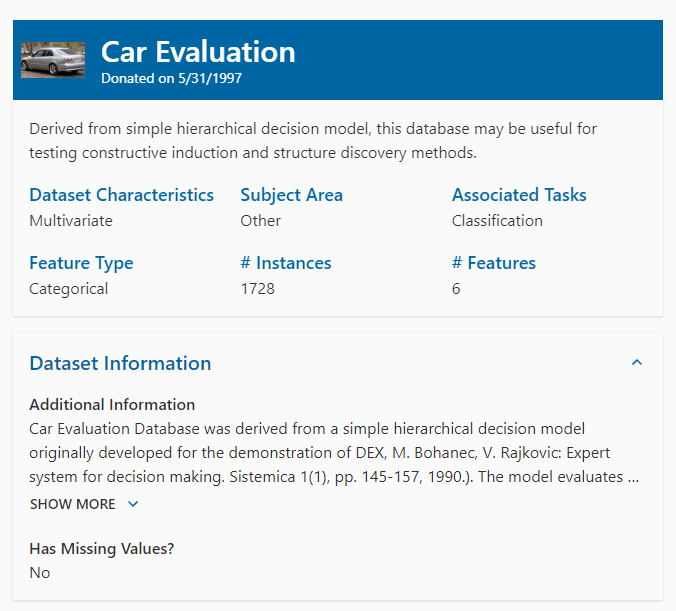 Car Evaluation
Donated on 5/31/1997
Derived from simple hierarchical decision model, this database may be useful for
testing constructive induction and structure discovery methods.
Dataset Characteristics Subject Area Associated Tasks
Multivariate Other Classification
Feature Type # Instances # Features
Categorical 1728 6
Dataset Information
Additional Information
Car Evaluation Database was derived from a simple hierarchical decision model
originally developed for the demonstration of DEX, M. Bohanec, V. Rajkovic: Expert
system for decision making. Sistemica 1(1), pp. 145-157, 1990.). The model evaluates ...
SHOW MORE
Has Missing Values?
No